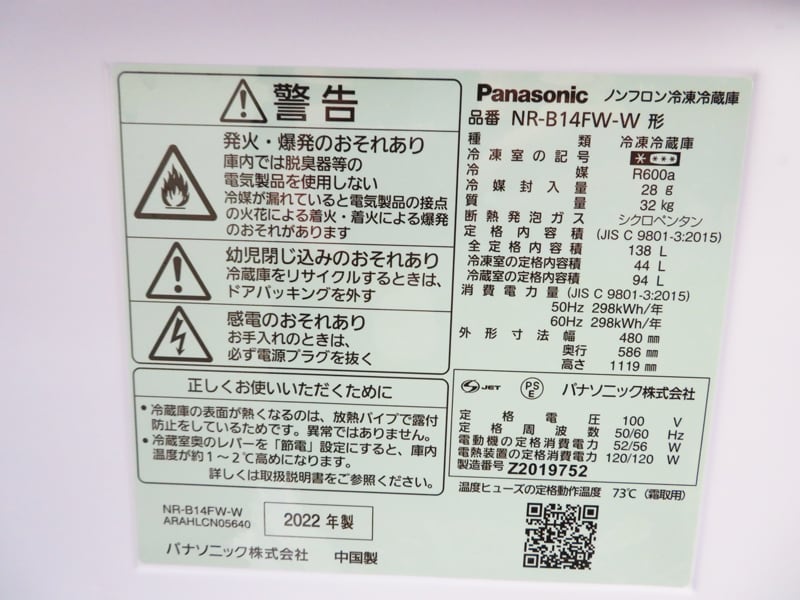 警告
発火・爆発のおそれあり
庫内では脱臭器等の
電気製品を使用しない
冷媒が漏れていると電気製品の接点
の火花による着火・着火による爆発
のおそれがあります
幼児閉じ込みのおそれあり
冷蔵庫をリサイクルするときは、
ドアパッキングを外す
感電のおそれあり
お手入れのときは、
必ず電源プラグを抜く
正しくお使いいただくために
・冷蔵庫の表面が熱くなるのは、放熱パイプで露付
防止をしているためです。異常ではありません。
・冷蔵室奥のレバーを「節電」設定にすると、庫内
温度が約1～2℃高めになります。
詳しくは取扱説明書をご参照ください。
NR-B14FW-W
ARAHLCN05640
2022 年製
パナソニック株式会社 中国製
Panasonic ノンフロン冷凍冷蔵庫
品番 NR-B14FW-W 形
種類 冷凍冷蔵庫
冷凍室の記号 * ***
冷媒 R600a
冷媒封入量 28 g
質量 32 kg
断熱発泡ガス シクロペンタン
定格内容積 (JIS C 9801-3:2015)
全定格内容積 138 L
冷凍室の定格内容積 44 L
冷蔵室の定格内容積 94 L
消費電力量 (JIS C 9801-3:2015)
50Hz 298kWh/年
60Hz 298kWh/年
外形寸法 幅 480 mm
奥行 586 mm
高さ 1119 mm
S JET PSE パナソニック株式会社
定格電圧 100 V
定格周波数 50/60 Hz
電動機の定格消費電力 52/56 W
電熱装置の定格消費電力 120/120 W
製造番号 Z2019752
温度ヒューズの定格動作温度 73℃ (霜取用)